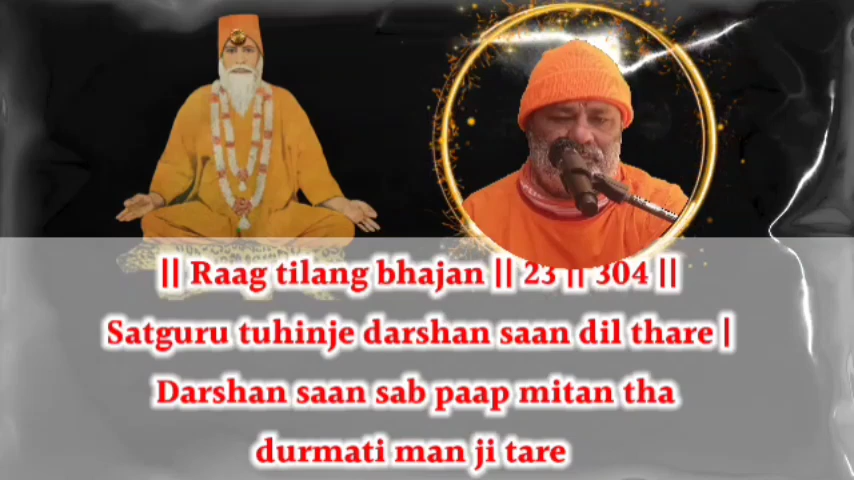 || Raag tilang bhajan || 23 || 304 ||
Satguru tuhinje darshan saan dil thare |
Darshan saan sab paap mitan tha
durmati man ji tare